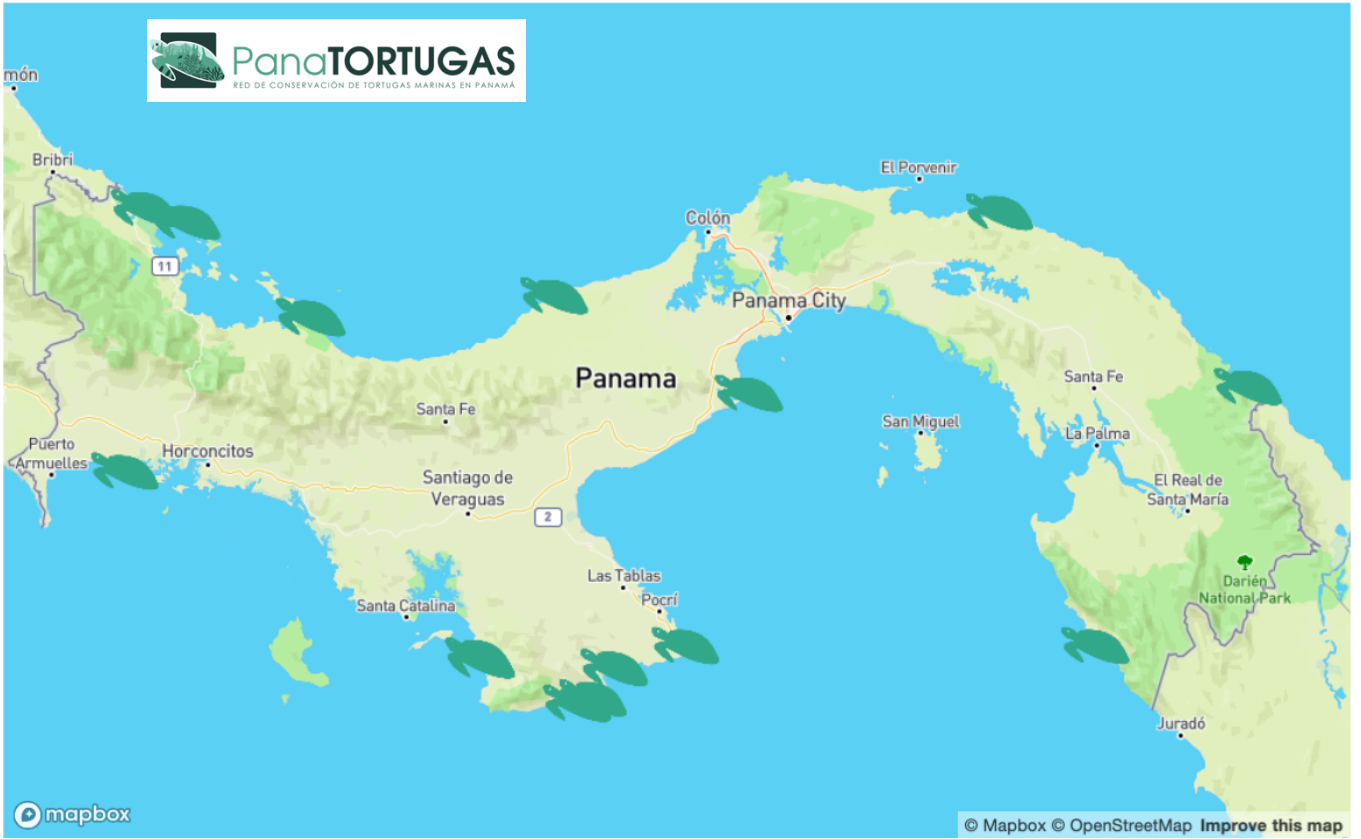 PanaTORTUGAS
RED DE CONSERVACIÓN DE TORTUGAS MARINAS EN PANAMÁ
món
Bribri
El Porvenir
Colón
11
Panama City
Panama
Santa Fe
Santa Fe
San Miguel
La Palma
Puerto
Armuelles
Horconcitos
Santiago de
Veraguas
El Real de
Santa María
2
Darién
National Park
Las Tablas
Pocrí
Santa Catalina
Juradó
mapbox
© Mapbox © OpenStreetMap Improve this map